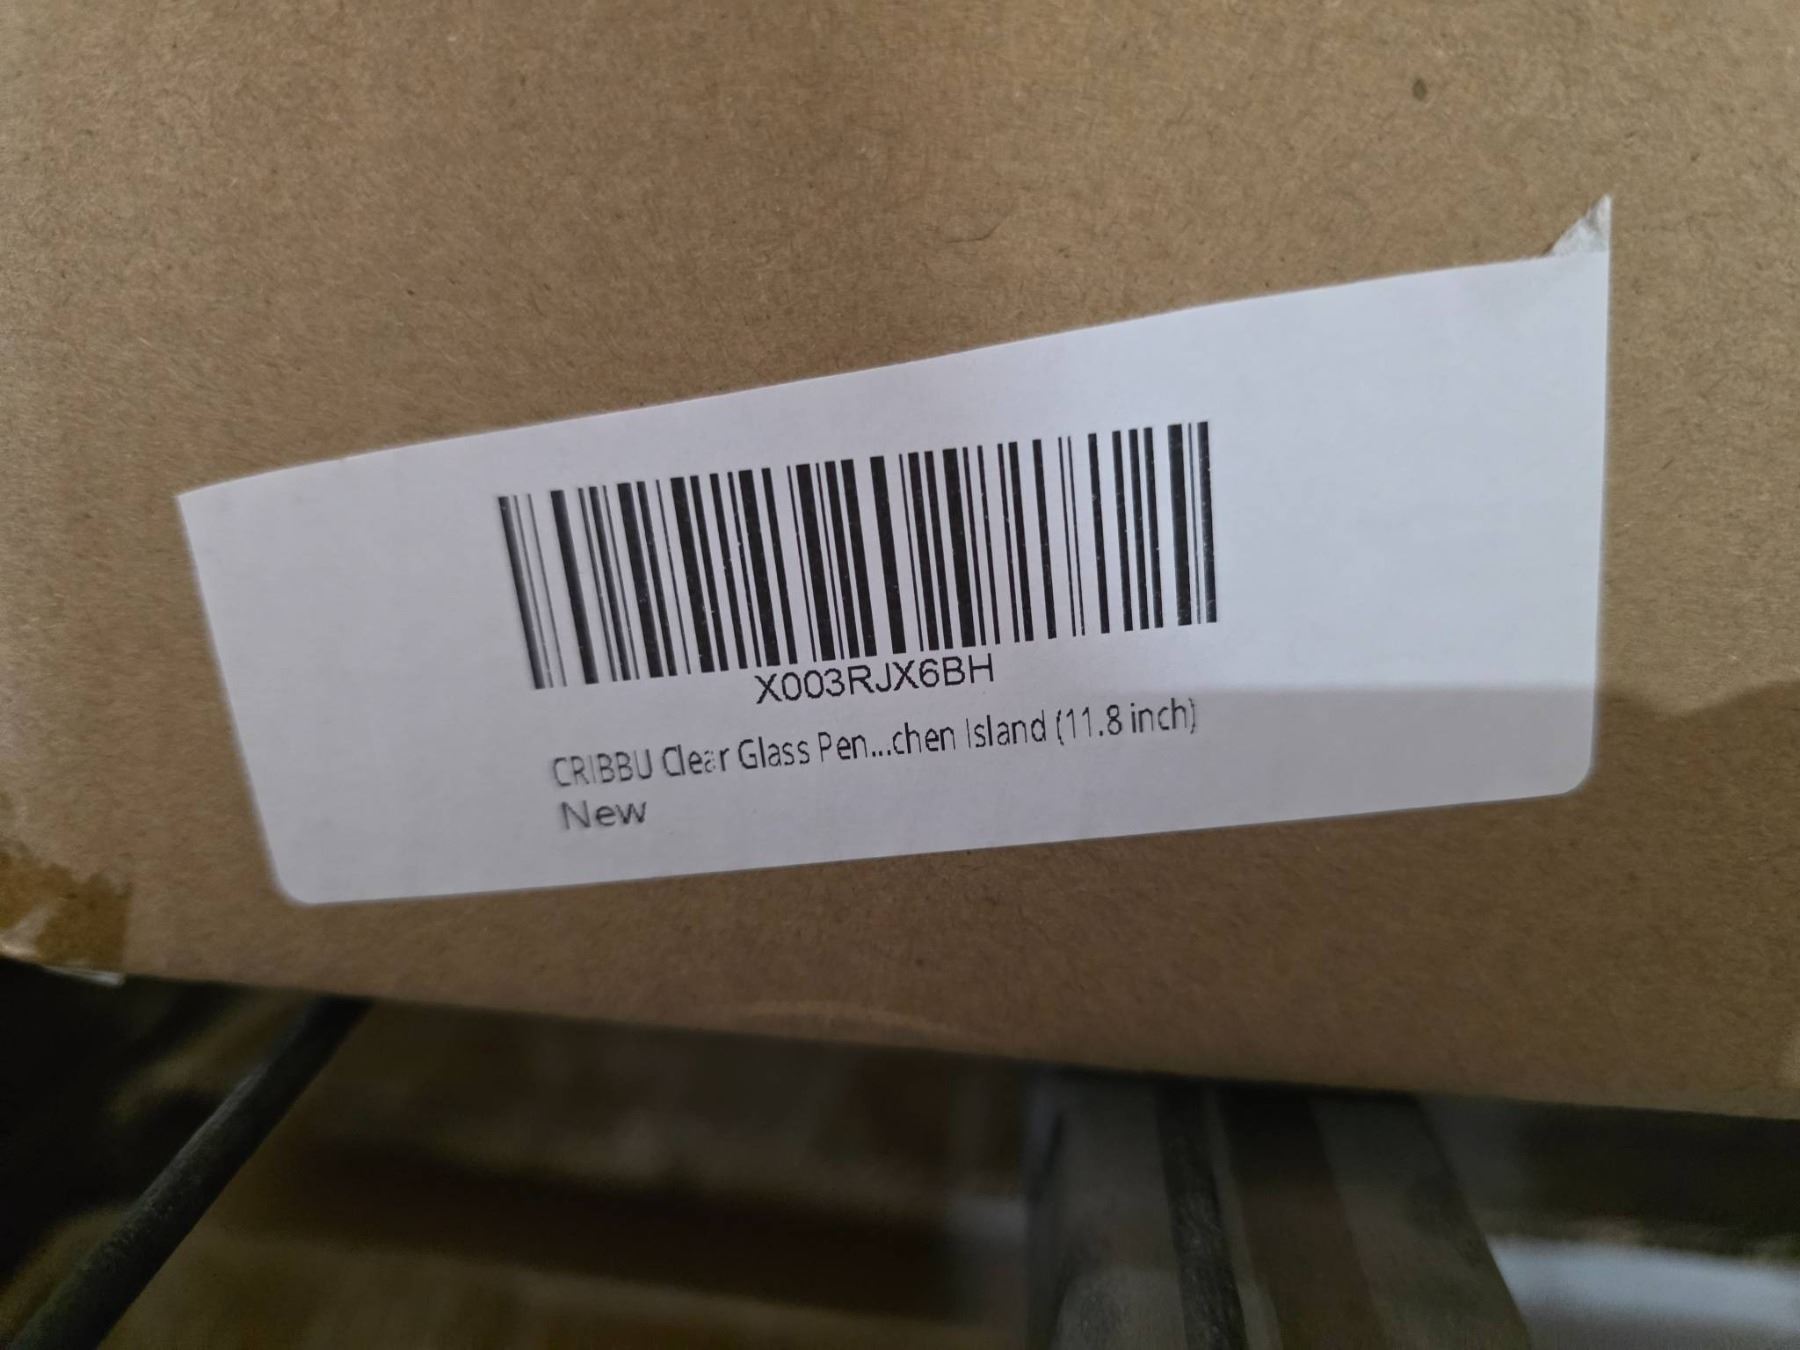 X003RJX6BH
CRIBBU Clear Glass Pen...chen Island (11.8 inch)
New